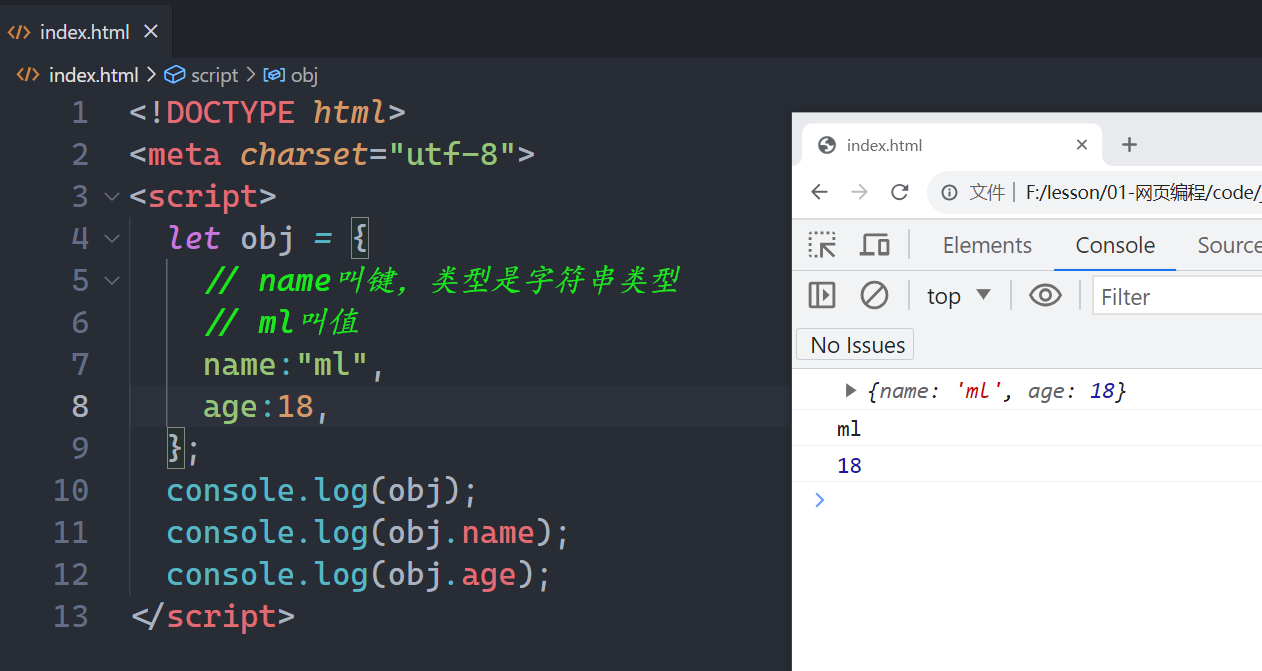 index.html
index.html > script > obj
1 <!DOCTYPE html>
2 <meta charset="utf-8">
3 <script>
4 let obj = {
5 // name叫键，类型是字符串类型
6 // ml叫值
7 name:"ml",
8 age:18,
9 };
10 console.log(obj);
11 console.log(obj.name);
12 console.log(obj.age);
13 </script>
index.html
文件 | F:/lesson/01-网页编程/code/
Elements Console Source
top Filter
No Issues
{name: 'ml', age: 18}
ml
18